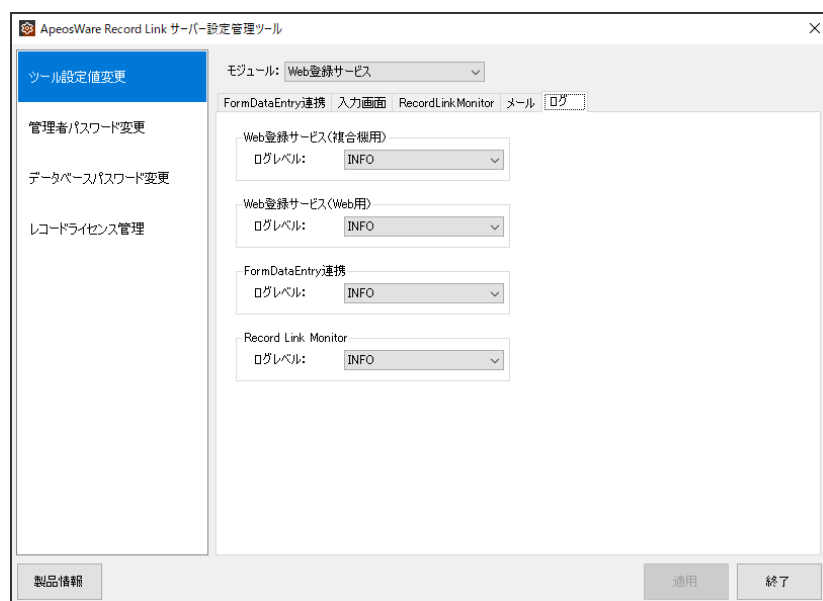 ApeosWare Record Link サーバー設定管理ツール
ツール設定値変更
管理者パスワード変更
データベースパスワード変更
レコードライセンス管理
モジュール: Web登録サービス
FormDataEntry連携 入力画面 RecordLinkMonitor メール ログ
Web登録サービス(複合機用)
ログレベル: INFO
Web登録サービス(Web用)
ログレベル: INFO
FormDataEntry連携
ログレベル: INFO
Record Link Monitor
ログレベル: INFO
製品情報 適用 終了